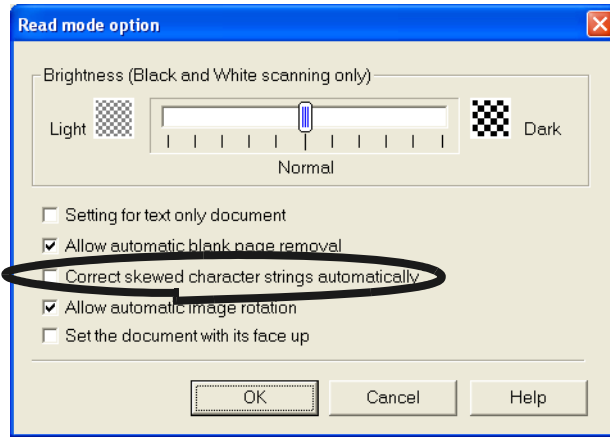 Read mode option
Brightness (Black and White scanning only)
Light
Dark
Normal
Setting for text only document
Allow automatic blank page removal
Correct skewed character strings automatically
Allow automatic image rotation
Set the document with its face up
OK Cancel Help